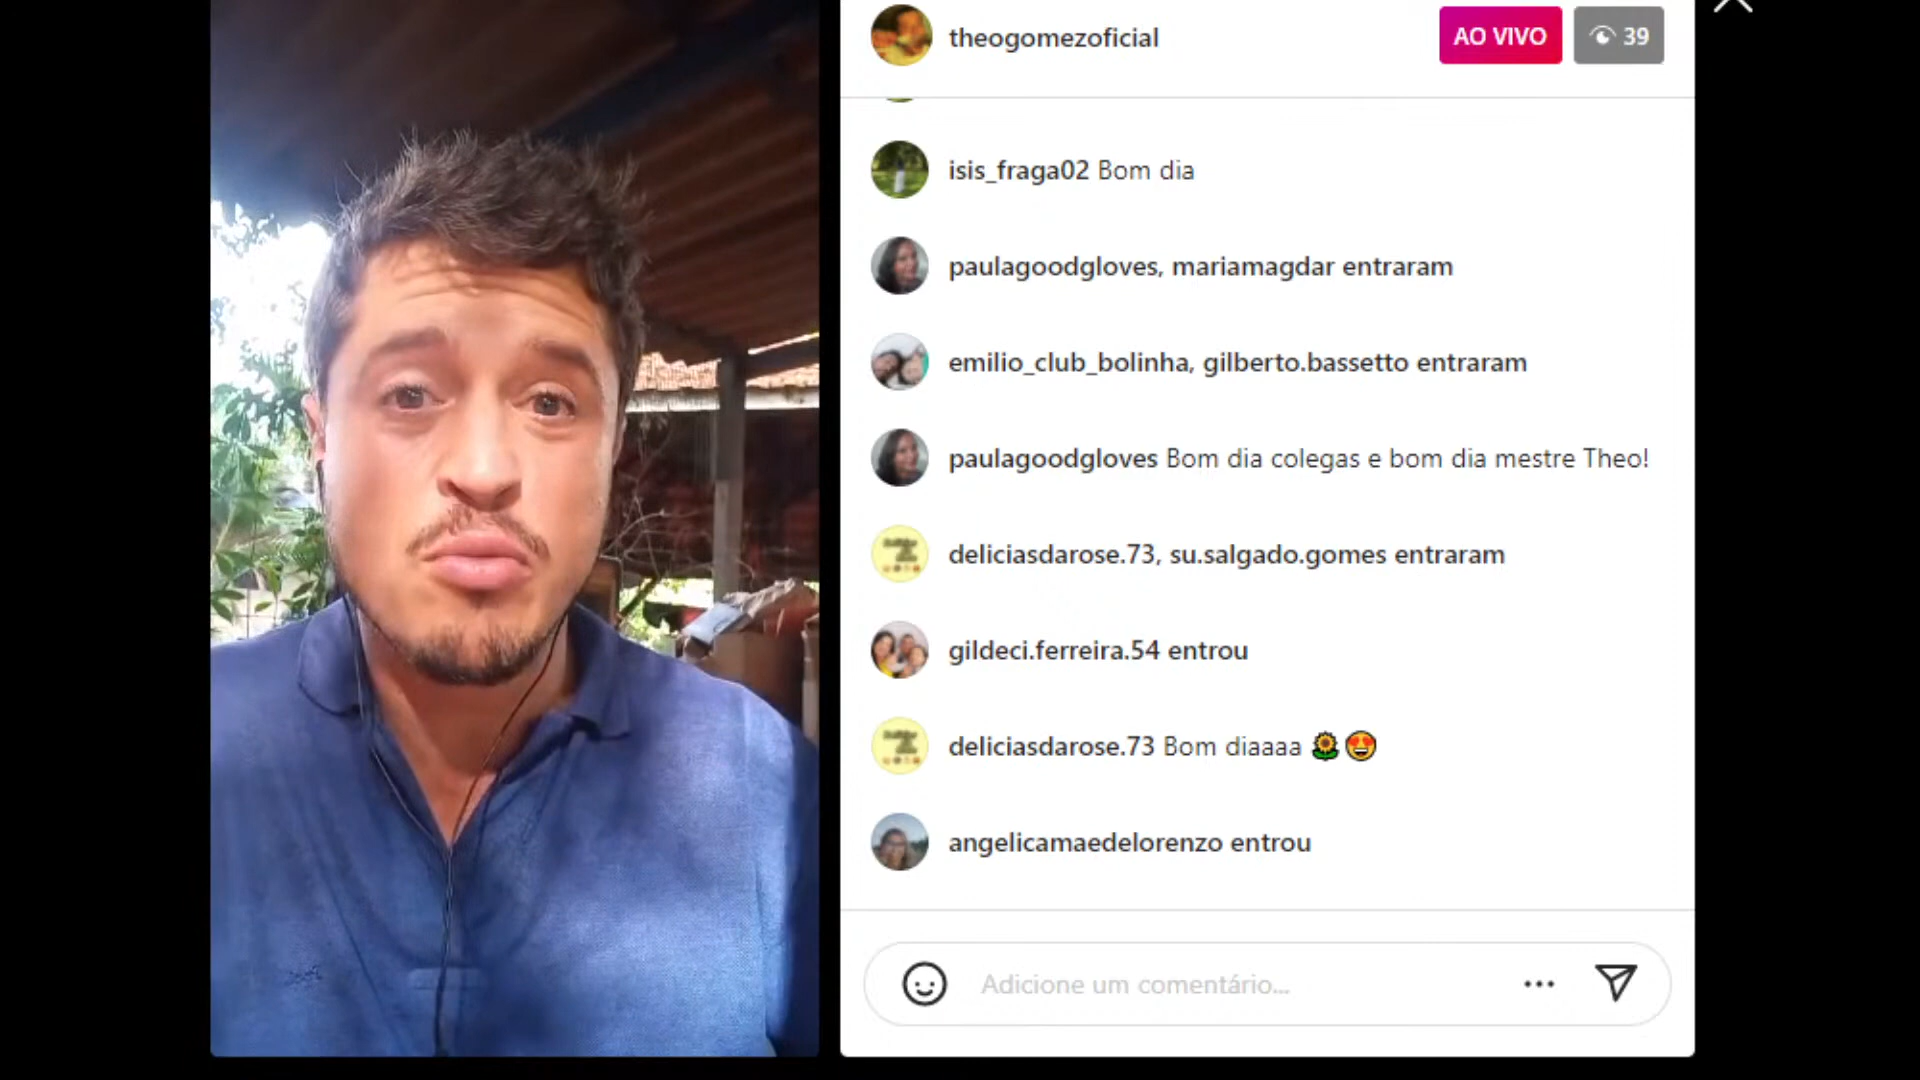 theogomezoficial
AO VIVO
39
isis_fraga02 Bom dia
paulagoodgloves, mariamagdar entraram
emilio_club_bolinha, gilberto.bassetto entraram
paulagoodgloves Bom dia colegas e bom dia mestre Theo!
deliciasdarose.73, su.salgado.gomes entraram
gildeci.ferreira.54 entrou
deliciasdarose.73 Bom diaaaa 🌻😍
angelicamaedelorenzo entrou
Adicione um comentário...